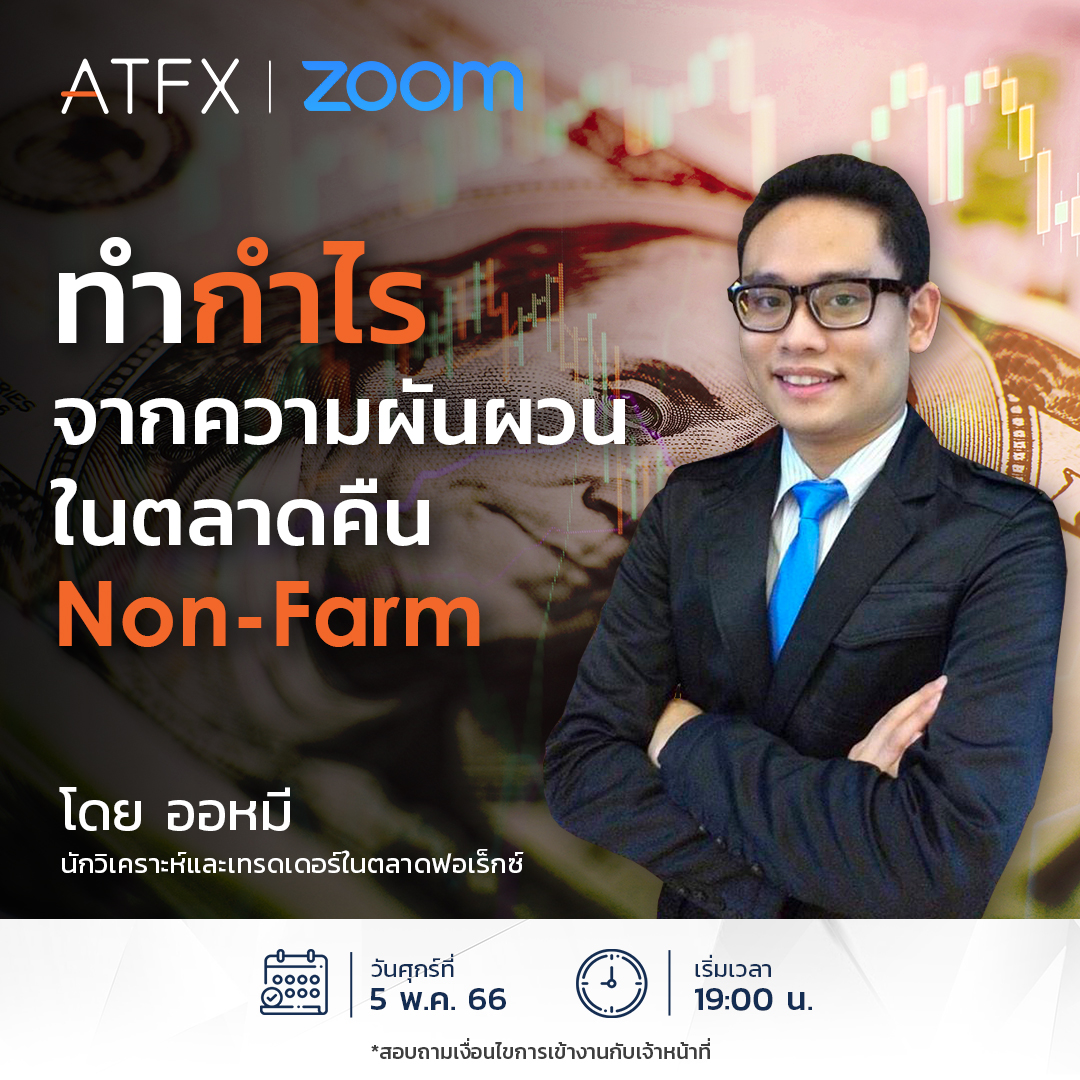 ATFX | zoom
ทำกำไร
จากความผันผวน
ในตลาดคืน
Non-Farm
โดย ออหมี
นักวิเคราะห์และเทรดเดอร์ในตลาดฟอเร็กซ์
วันศุกร์ที่
5 พ.ค. 66
เริ่มเวลา
19:00 น.
*สอบถามเงื่อนไขการเข้างานกับเจ้าหน้าที่